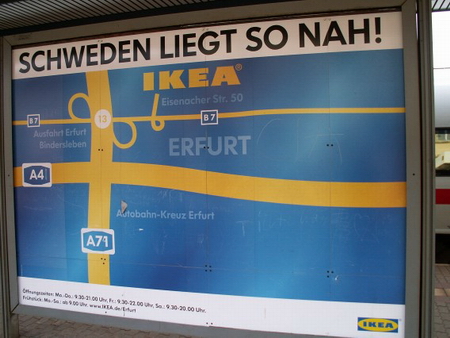 SCHWEDEN LIEGT SO NAH!
IKEA®
Eisenacher Str. 50
B 7
13
B 7
Ausfahrt Erfurt
Bindersleben
ERFURT
A4
Autobahn-Kreuz Erfurt
A71
Öffnungszeiten: Mo.-Do.: 9.30-21.00 Uhr, Fr.: 9.30-22.00 Uhr, Sa.: 9.30-20.00 Uhr.
Frühstück: Mo.-Sa.: ab 9.00 Uhr. www.IKEA.de/Erfurt
IKEA